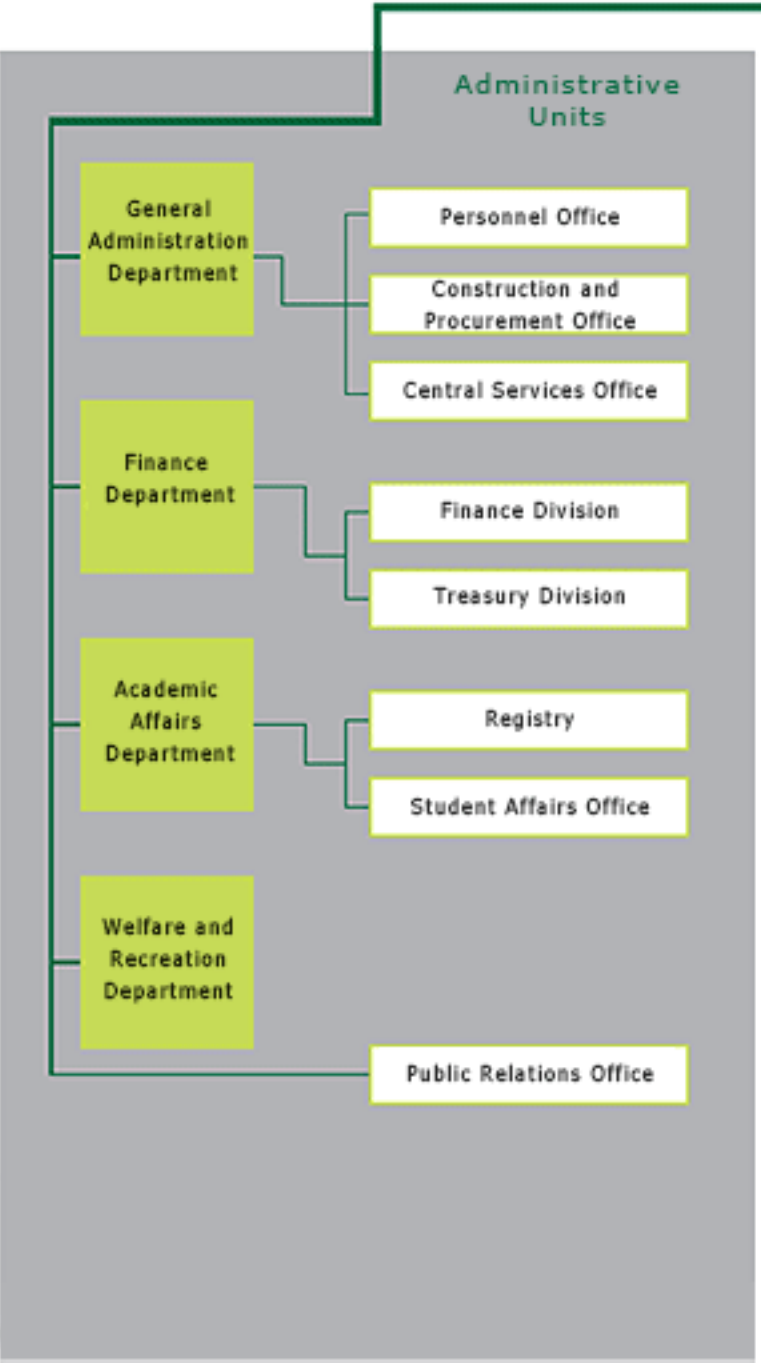 Administrative
Units
General
Administration
Department
Personnel Office
Construction and
Procurement Office
Central Services Office
Finance
Department
Finance Division
Treasury Division
Academic
Affairs
Department
Registry
Student Affairs Office
Welfare and
Recreation
Department
Public Relations Office